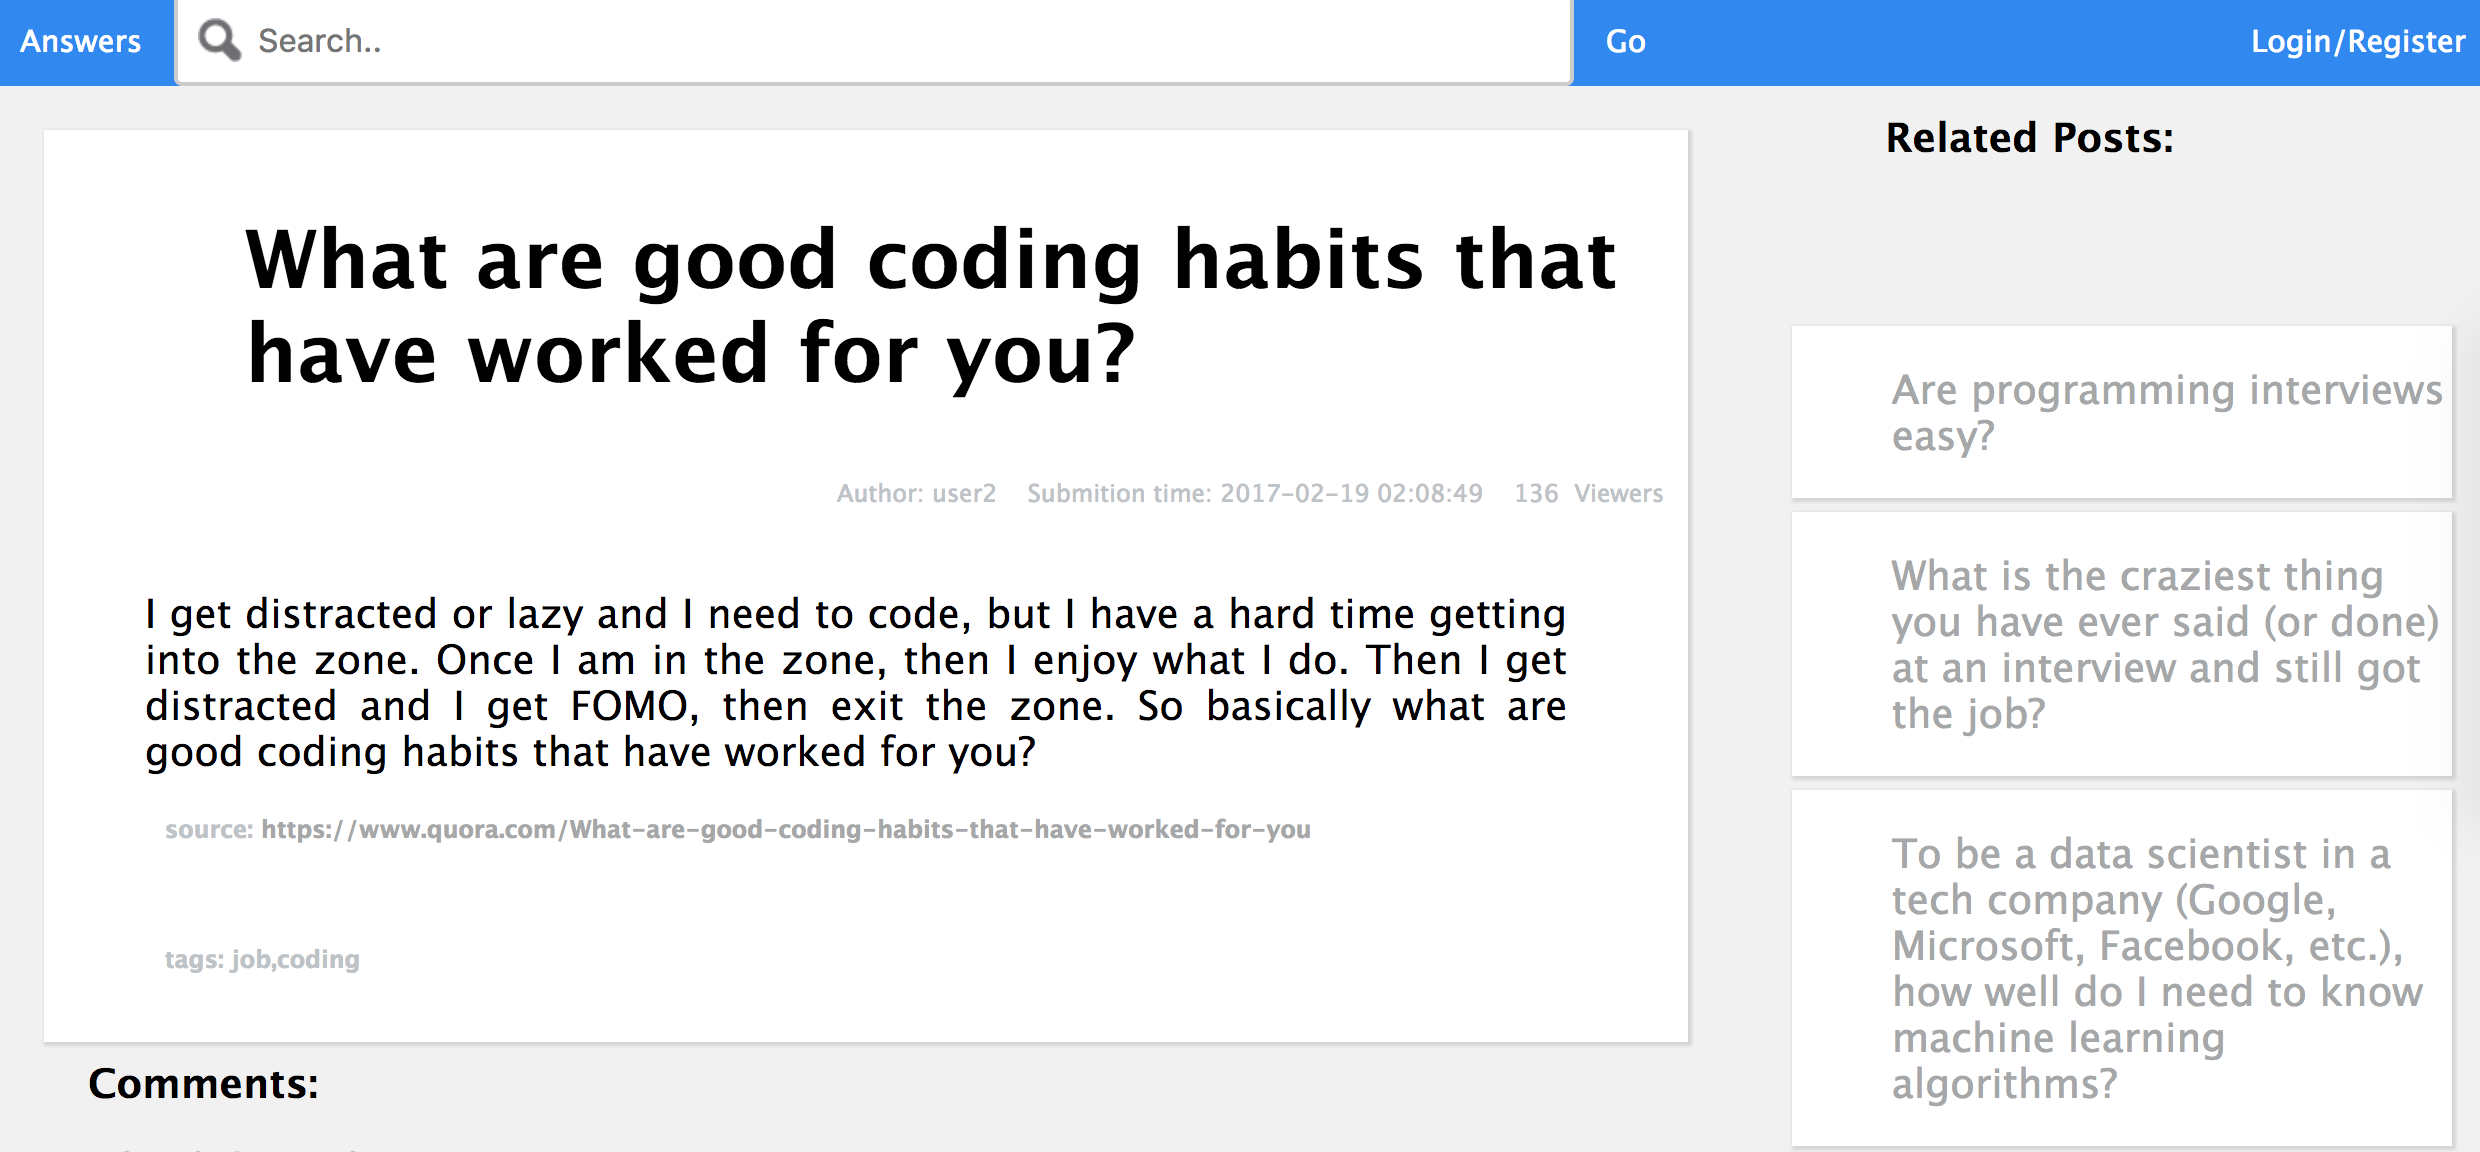 Answers
Search..
Go
Login/Register
What are good coding habits that
have worked for you?
Author: user2 Submition time: 2017-02-19 02:08:49 136 Viewers
I get distracted or lazy and I need to code, but I have a hard time getting
into the zone. Once I am in the zone, then I enjoy what I do. Then I get
distracted and I get FOMO, then exit the zone. So basically what are
good coding habits that have worked for you?
source: https://www.quora.com/What-are-good-coding-habits-that-have-worked-for-you
tags: job,coding
Comments:
Related Posts:
Are programming interviews
easy?
What is the craziest thing
you have ever said (or done)
at an interview and still got
the job?
To be a data scientist in a
tech company (Google,
Microsoft, Facebook, etc.),
how well do I need to know
machine learning
algorithms?